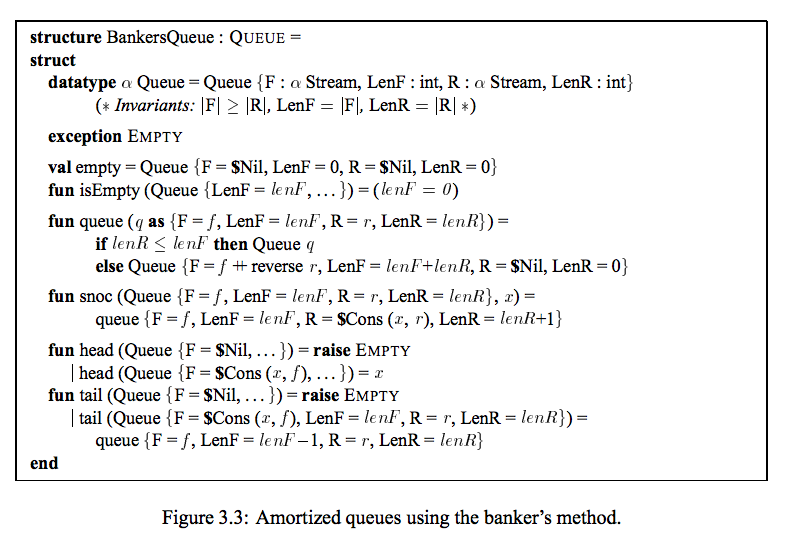 structure BankersQueue : QUEUE =
struct
datatype α Queue = Queue {F : α Stream, LenF : int, R : α Stream, LenR : int}
(∗ Invariants: |F| ≥ |R|, LenF = |F|, LenR = |R| ∗)
exception EMPTY
val empty = Queue {F = $Nil, LenF = 0, R = $Nil, LenR = 0}
fun isEmpty (Queue {LenF = lenF, . . . }) = (lenF = 0)
fun queue (q as {F = f, LenF = lenF, R = r, LenR = lenR}) =
if lenR ≤ lenF then Queue q
else Queue {F = f ⧺ reverse r, LenF = lenF+lenR, R = $Nil, LenR = 0}
fun snoc (Queue {F = f, LenF = lenF, R = r, LenR = lenR}, x) =
queue {F = f, LenF = lenF, R = $Cons (x, r), LenR = lenR+1}
fun head (Queue {F = $Nil, . . . }) = raise EMPTY
| head (Queue {F = $Cons (x, f), . . . }) = x
fun tail (Queue {F = $Nil, . . . }) = raise EMPTY
| tail (Queue {F = $Cons (x, f), LenF = lenF, R = r, LenR = lenR}) =
queue {F = f, LenF = lenF−1, R = r, LenR = lenR}
end
Figure 3.3: Amortized queues using the banker's method.